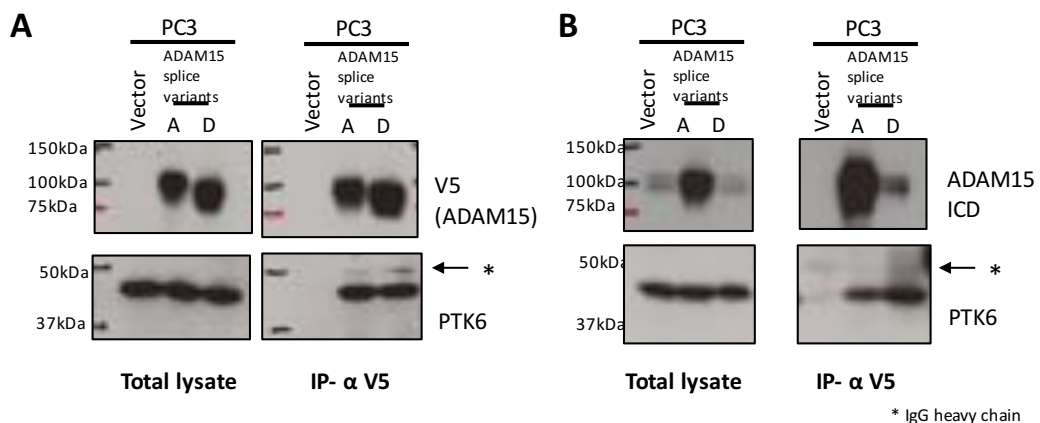 A
PC3
PC3
ADAM15
splice
variants
ADAM15
splice
variants
Vector
Vector
A D
A D
150kDa
100kDa
75kDa
V5
(ADAM15)
50kDa
*
37kDa
PTK6
Total lysate
IP- α V5
B
PC3
PC3
ADAM15
splice
variants
ADAM15
splice
variants
Vector
Vector
A D
A D
150kDa
100kDa
75kDa
ADAM15
ICD
50kDa
*
37kDa
PTK6
Total lysate
IP- α V5
* IgG heavy chain